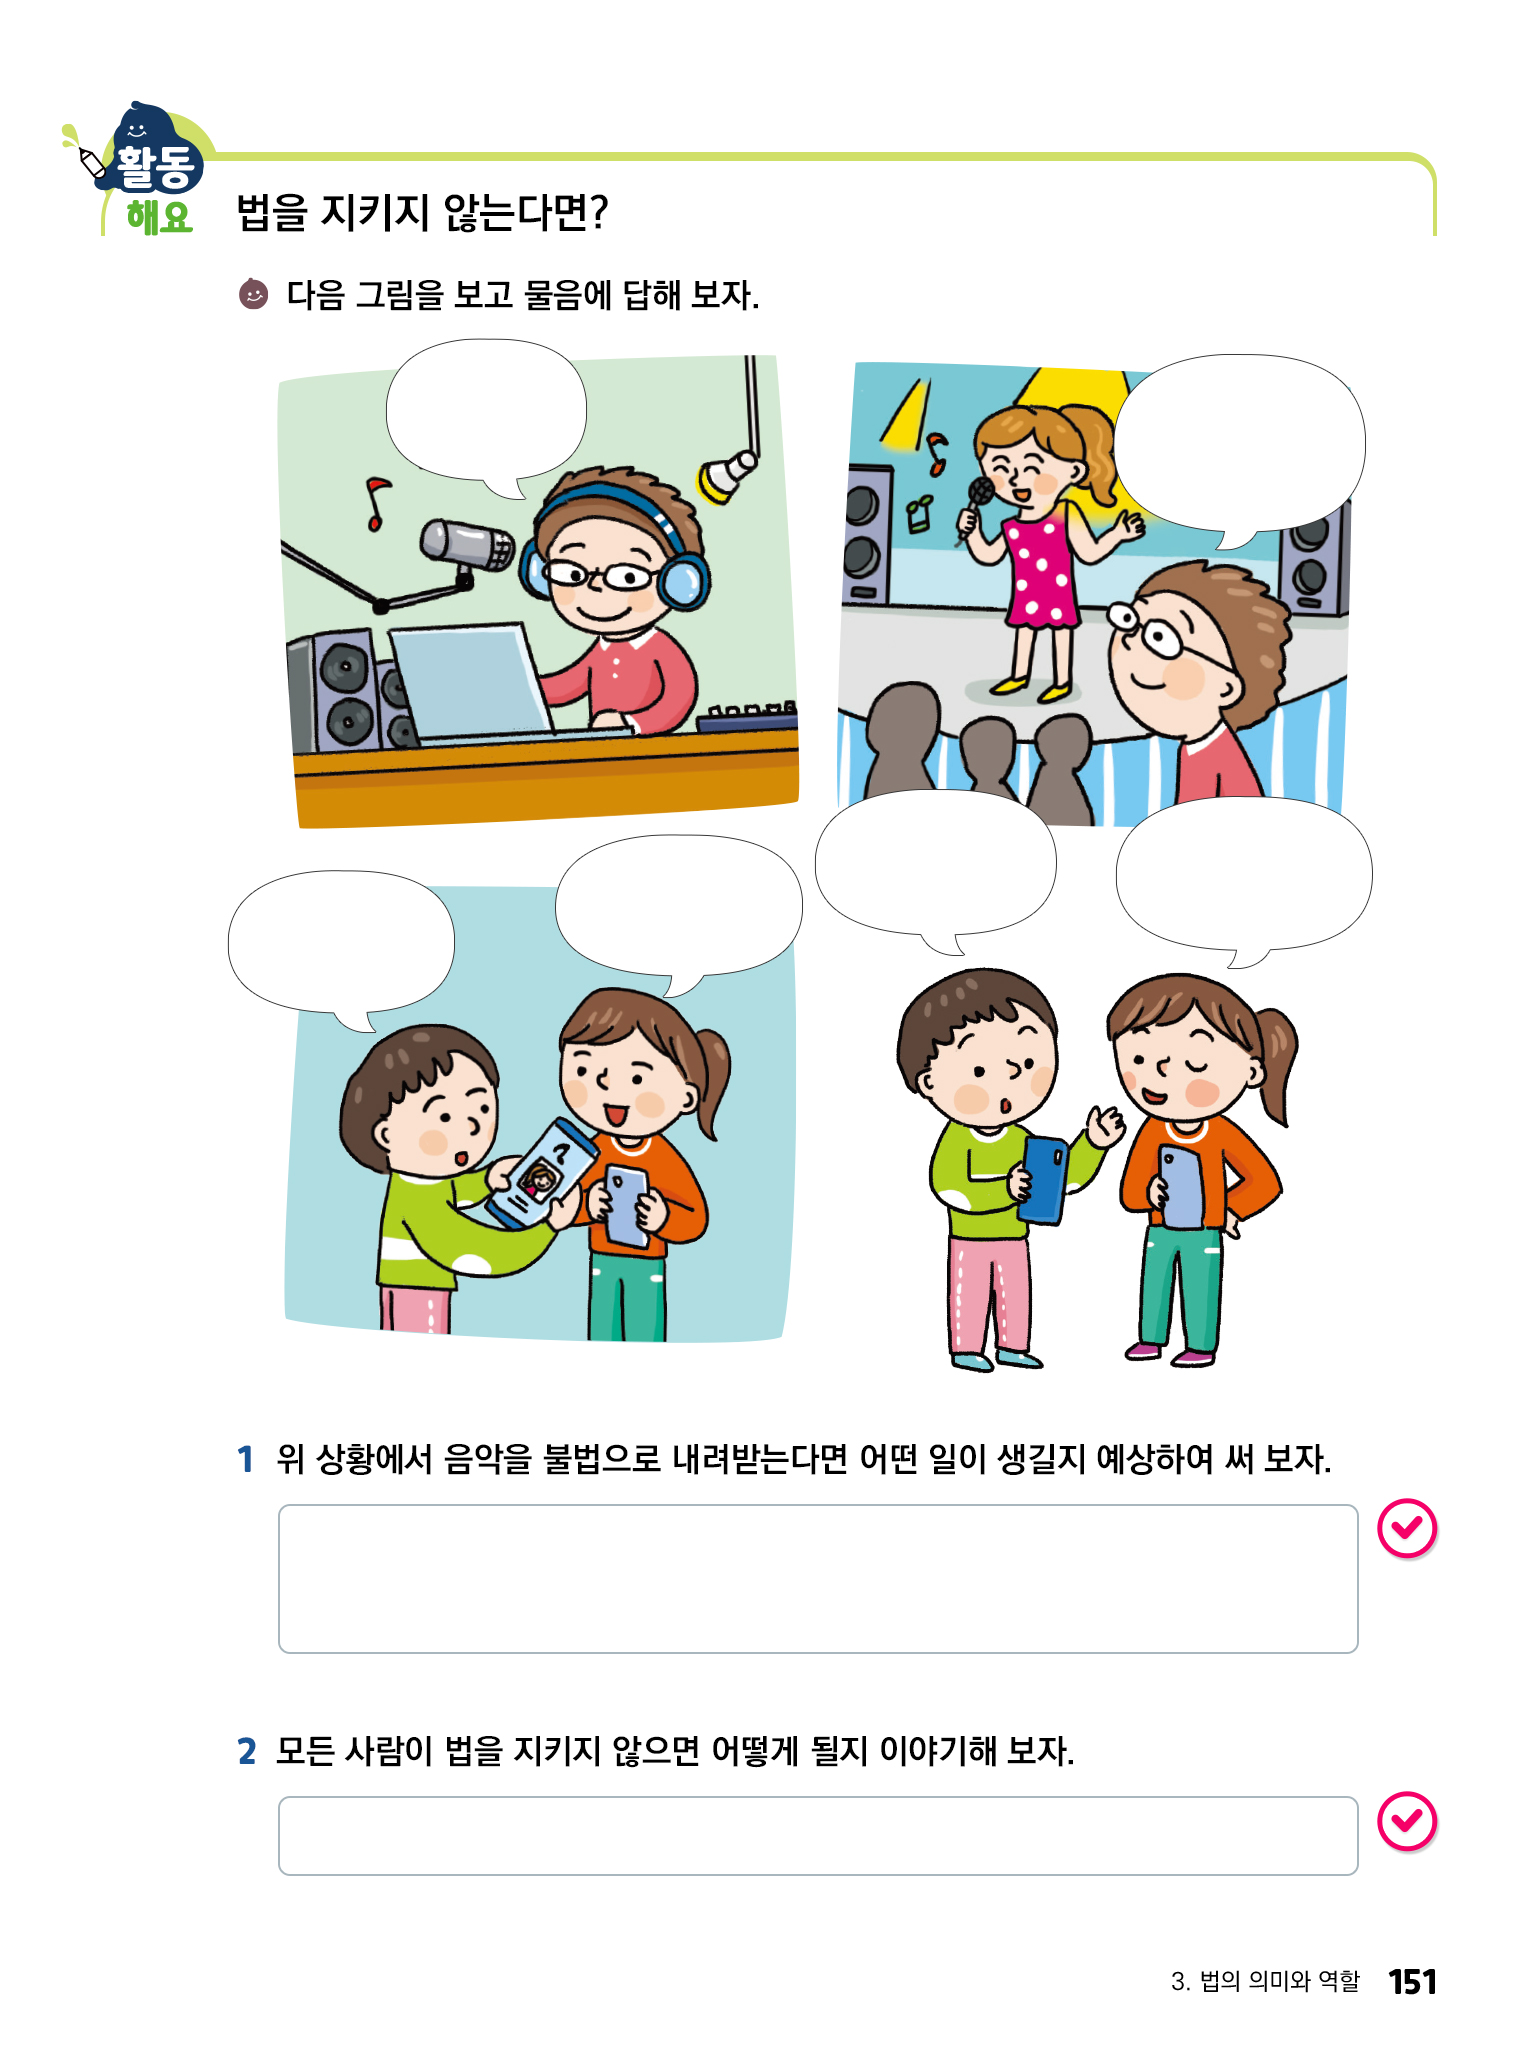 활동
해요
법을 지키지 않는다면?
다음 그림을 보고 물음에 답해 보자.
1 위 상황에서 음악을 불법으로 내려받는다면 어떤 일이 생길지 예상하여 써 보자.
2 모든 사람이 법을 지키지 않으면 어떻게 될지 이야기해 보자.
3. 법의 의미와 역할 151